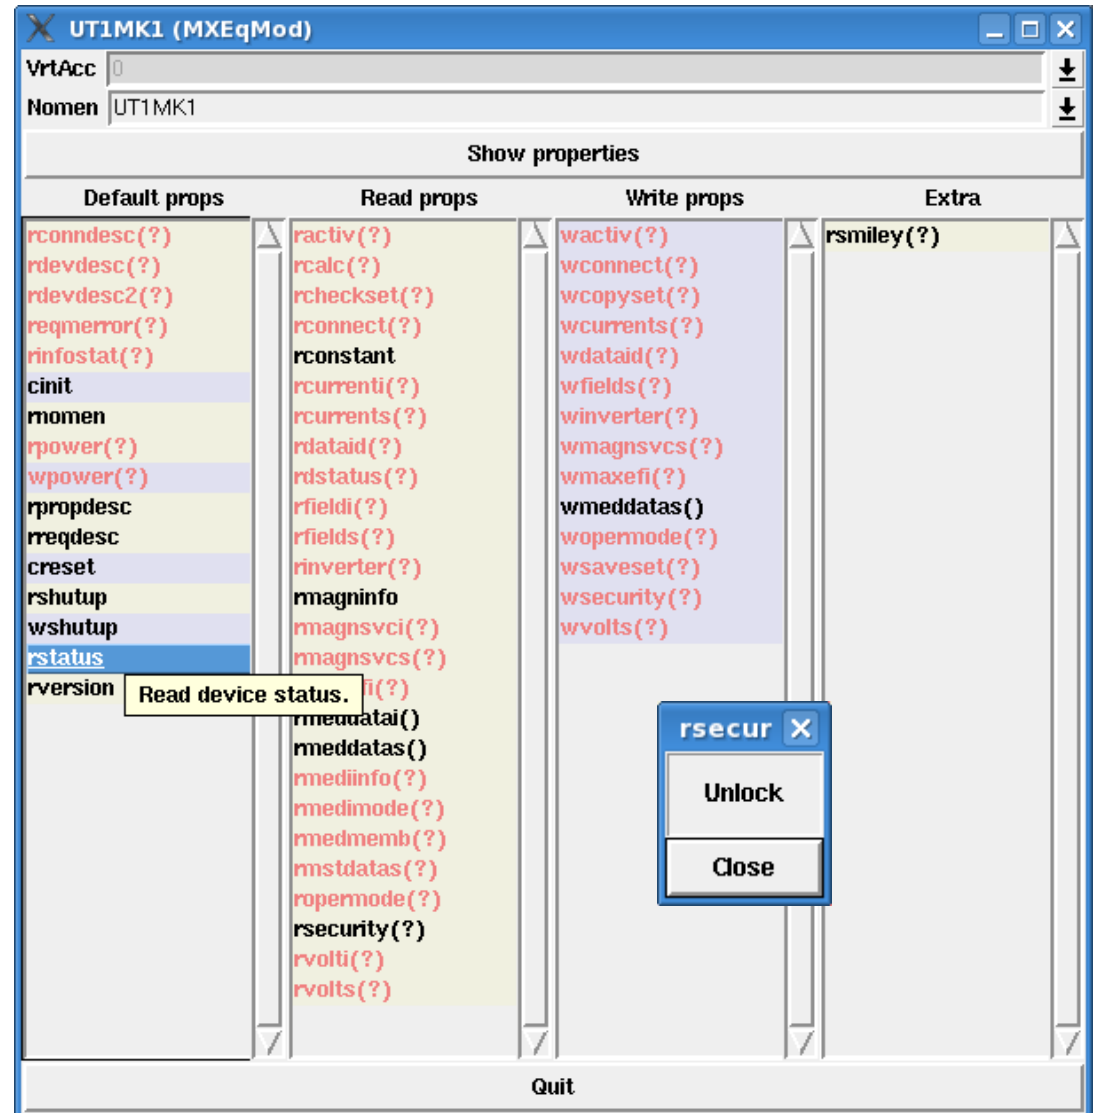 UT1MK1 (MXEqMod)
VrtAcc 0
Nomen UT1MK1
Show properties
Default props
Read props
Write props
Extra
rconndesc(?)
rdevdesc(?)
rdevdesc2(?)
reqmerror(?)
rinfostat(?)
cinit
rnomen
rpower(?)
wpower(?)
rpropdesc
rreqdesc
creset
rshutup
wshutup
rstatus
rversion
Read device status.
ractiv(?)
rcalc(?)
rcheckset(?)
rconnect(?)
rconstant
rcurrenti(?)
rcurrents(?)
rdataid(?)
rdstatus(?)
rfieldi(?)
rfields(?)
rinverter(?)
rmagninfo
rmagnsvci(?)
rmagnsvcs(?)
fi(?)
rmeddatai()
rmeddatas()
rmediinfo(?)
rmedimode(?)
rmedmemb(?)
rmstdatas(?)
ropermode(?)
rsecurity(?)
rvolti(?)
rvolts(?)
wactiv(?)
wconnect(?)
wcopyset(?)
wcurrents(?)
wdataid(?)
wfields(?)
winverter(?)
wmagnsvcs(?)
wmaxefi(?)
wmeddatas()
wopermode(?)
wsaveset(?)
wsecurity(?)
wvolts(?)
rsmiley(?)
rsecur
Unlock
Close
Quit